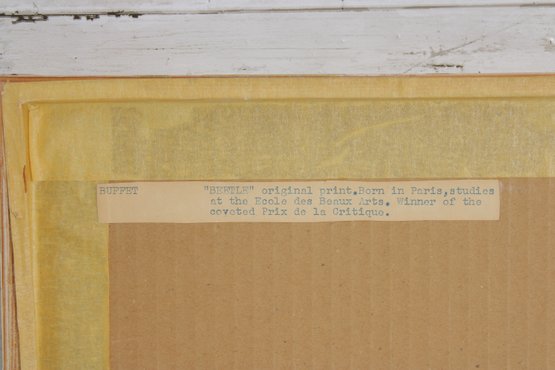 BUFFET "BEETLE" original print.Born in Paris,studies
at the Ecole des Beaux Arts. Winner of the
coveted Prix de la Critique.